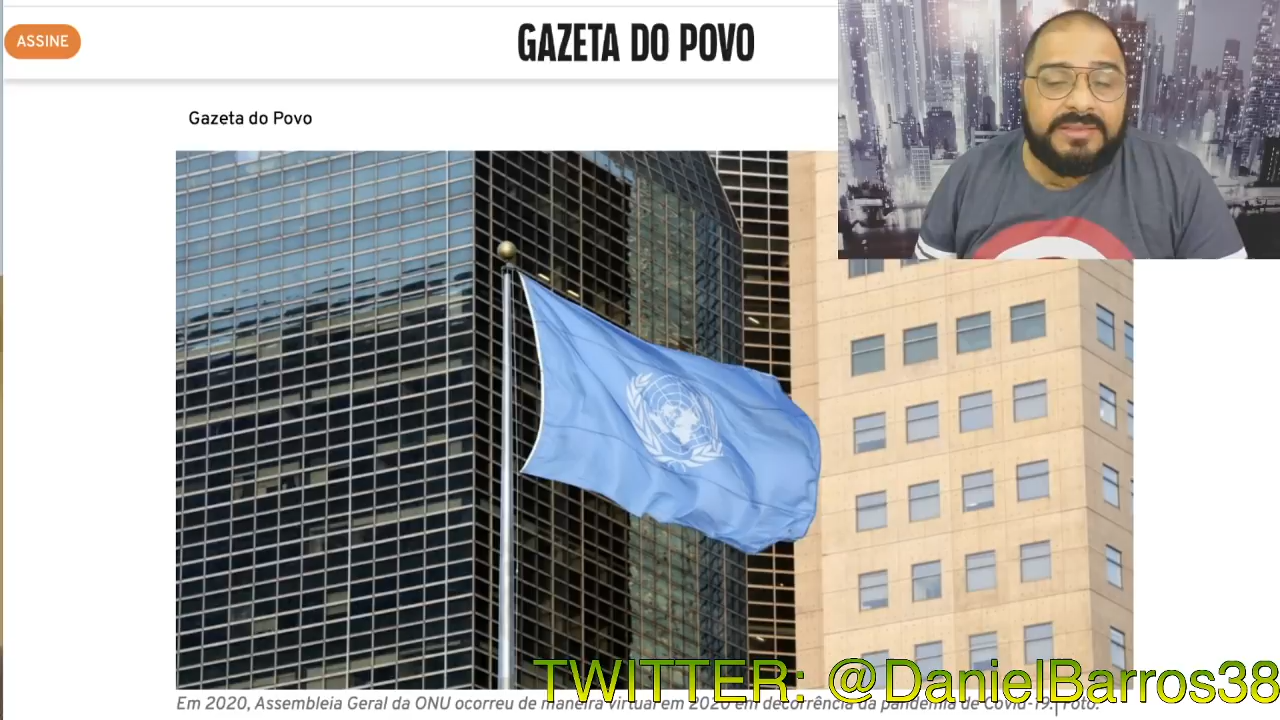 ASSINE
GAZETA DO POVO
Gazeta do Povo
TWITTER: @DanielBarros38
Em 2020, Assembleia Geral da ONU ocorreu de maneira virtual em 2020 em decorrência da pandemia de Covid-19. Foto: